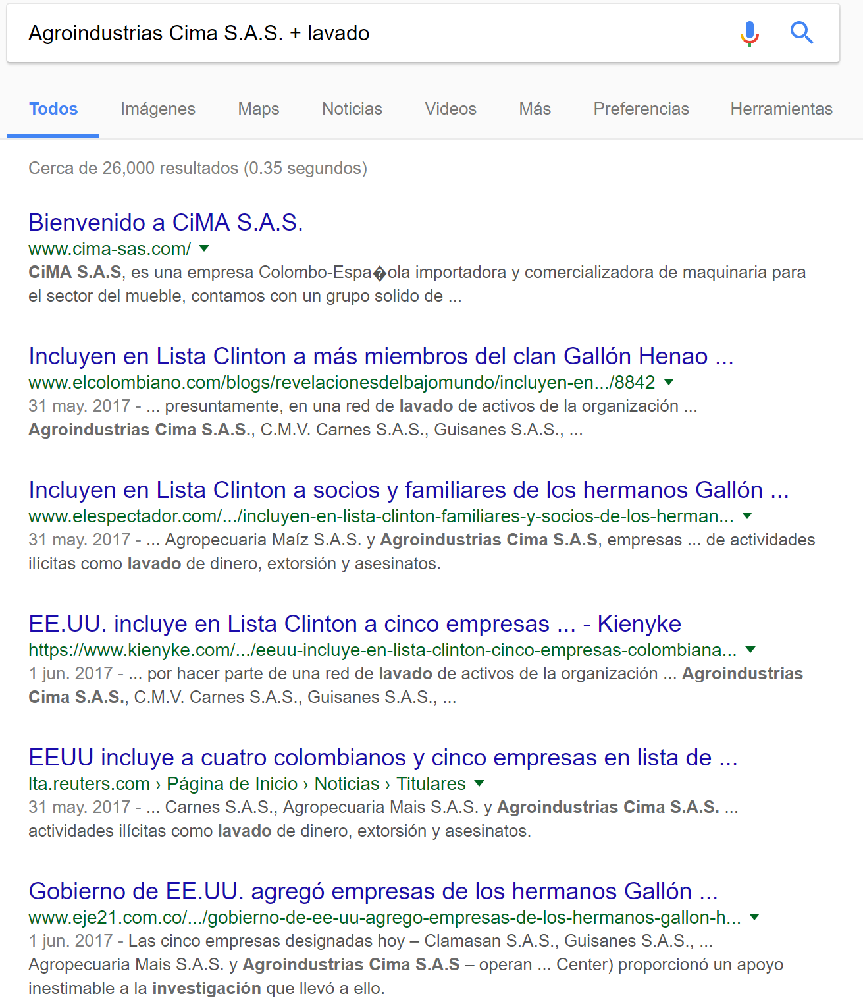 Agroindustrias Cima S.A.S. + lavado
Todos Imágenes Maps Noticias Videos Más Preferencias Herramientas
Cerca de 26,000 resultados (0.35 segundos)
Bienvenido a CiMA S.A.S.
www.cima-sas.com/
CiMA S.A.S, es una empresa Colombo-Espa�ola importadora y comercializadora de maquinaria para
el sector del mueble, contamos con un grupo solido de ...
Incluyen en Lista Clinton a más miembros del clan Gallón Henao ...
www.elcolombiano.com/blogs/revelacionesdelbajomundo/incluyen-en.../8842
31 may. 2017 - ... presuntamente, en una red de lavado de activos de la organización ...
Agroindustrias Cima S.A.S., C.M.V. Carnes S.A.S., Guisanes S.A.S., ...
Incluyen en Lista Clinton a socios y familiares de los hermanos Gallón ...
www.elespectador.com/.../incluyen-en-lista-clinton-familiares-y-socios-de-los-herman...
31 may. 2017 - ... Agropecuaria Maíz S.A.S. y Agroindustrias Cima S.A.S, empresas ... de actividades
ilícitas como lavado de dinero, extorsión y asesinatos.
EE.UU. incluye en Lista Clinton a cinco empresas ... - Kienyke
https://www.kienyke.com/.../eeuu-incluye-en-lista-clinton-cinco-empresas-colombiana...
1 jun. 2017 - ... por hacer parte de una red de lavado de activos de la organización ... Agroindustrias
Cima S.A.S., C.M.V. Carnes S.A.S., Guisanes S.A.S., ...
EEUU incluye a cuatro colombianos y cinco empresas en lista de ...
lta.reuters.com › Página de Inicio › Noticias › Titulares
31 may. 2017 - ... Carnes S.A.S., Agropecuaria Mais S.A.S. y Agroindustrias Cima S.A.S. ...
actividades ilícitas como lavado de dinero, extorsión y asesinatos.
Gobierno de EE.UU. agregó empresas de los hermanos Gallón ...
www.eje21.com.co/.../gobierno-de-ee-uu-agrego-empresas-de-los-hermanos-gallon-h...
1 jun. 2017 - Las cinco empresas designadas hoy – Clamasan S.A.S., Guisanes S.A.S., ...
Agropecuaria Mais S.A.S. y Agroindustrias Cima S.A.S – operan ... Center) proporcionó un apoyo
inestimable a la investigación que llevó a ello.